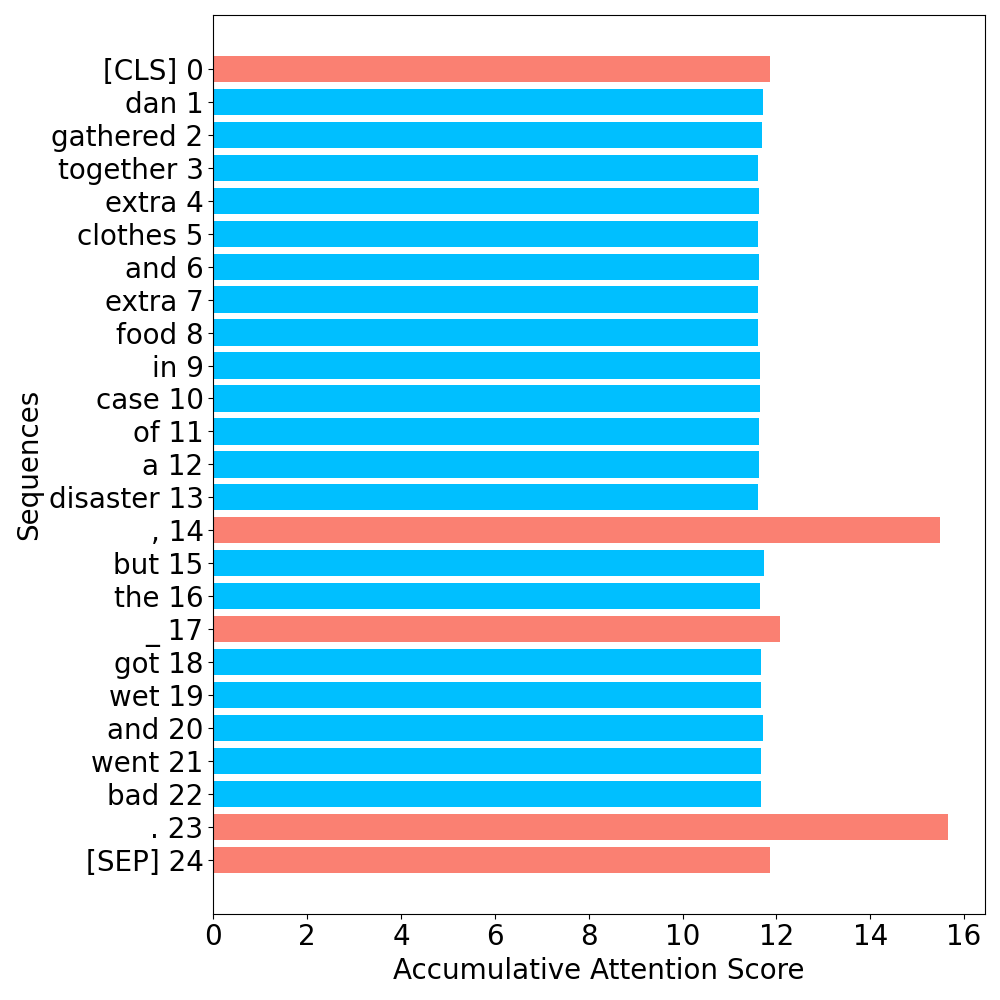 [CLS] 0
dan 1
gathered 2
together 3
extra 4
clothes 5
and 6
extra 7
food 8
in 9
case 10
of 11
a 12
disaster 13
, 14
but 15
the 16
_ 17
got 18
wet 19
and 20
went 21
bad 22
. 23
[SEP] 24
Sequences
0 2 4 6 8 10 12 14 16
Accumulative Attention Score